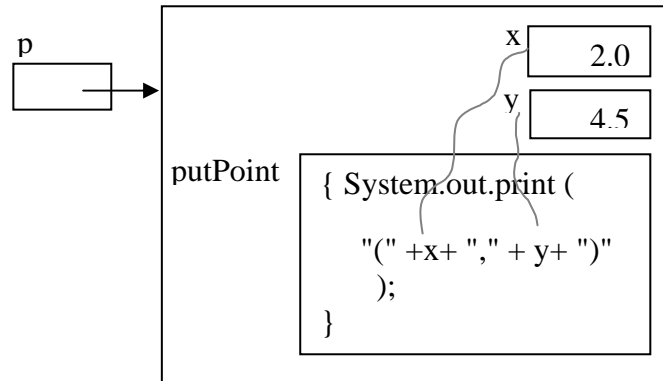 p
x
2.0
y
4.5
putPoint
{ System.out.print (
"(" +x+ "," + y+ ")"
);
}